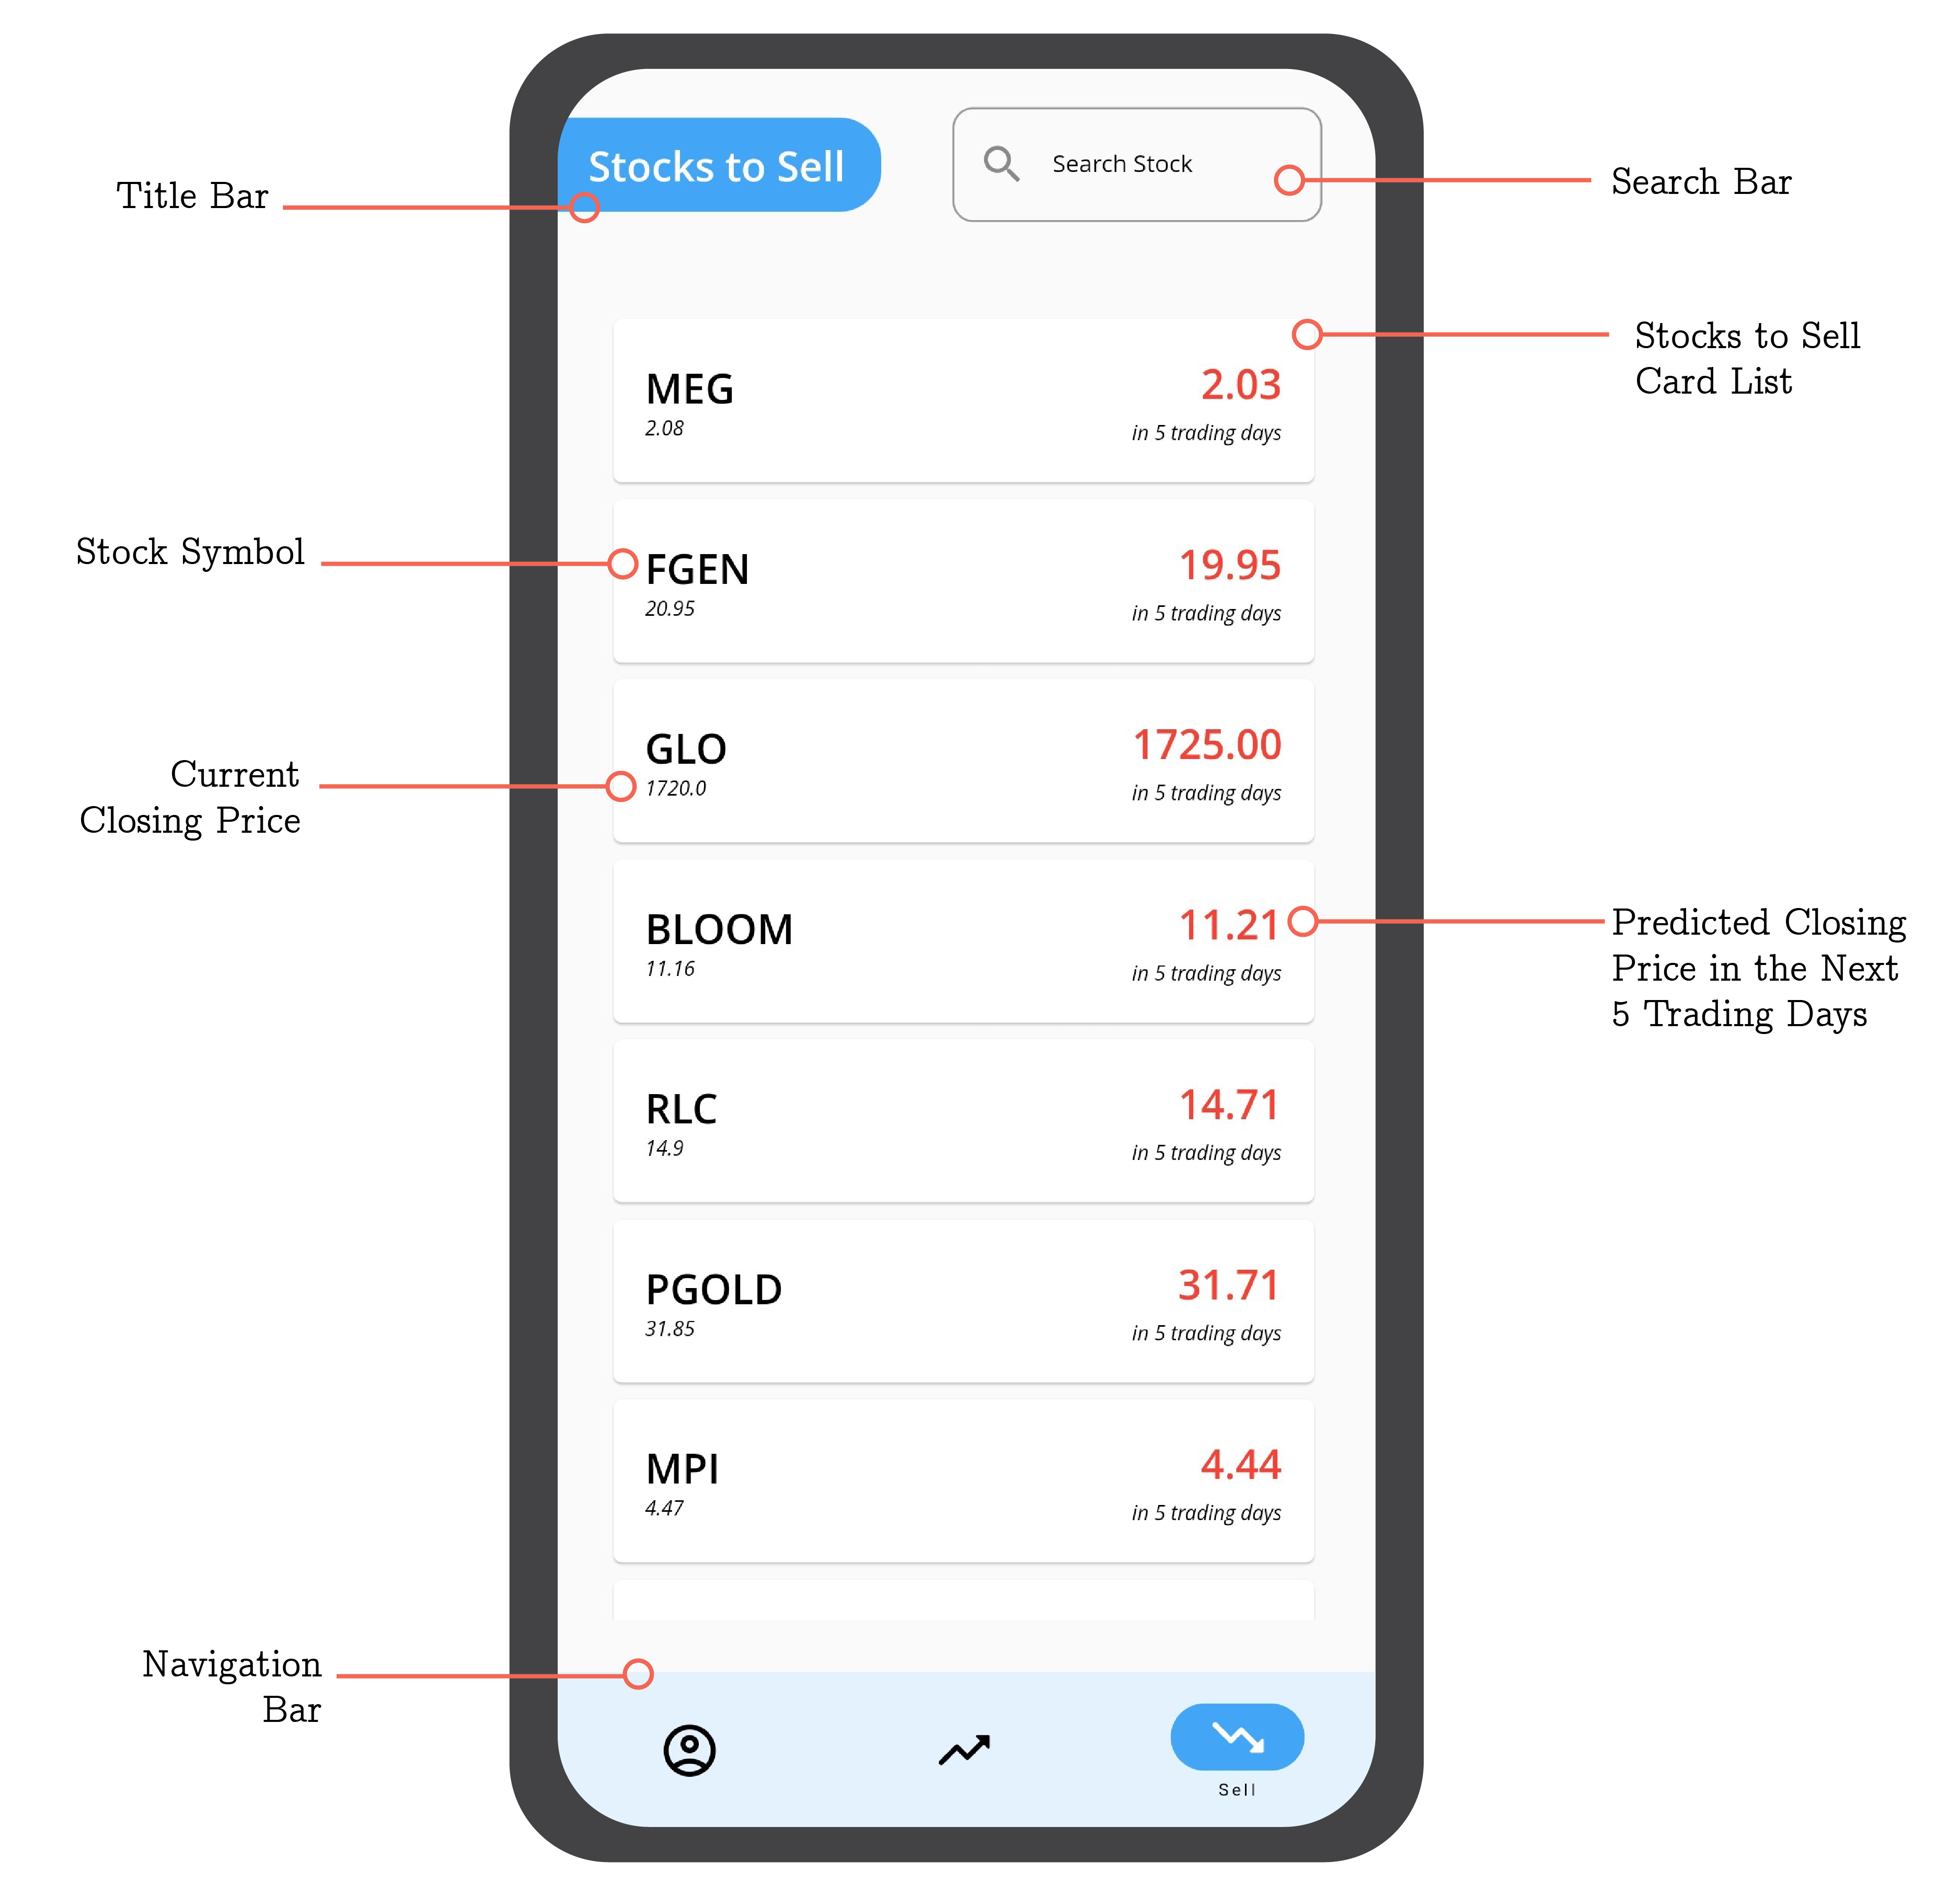 Stocks to Sell
Search Stock
Title Bar
Search Bar
Stocks to Sell
Card List
MEG
2.03
2.08
in 5 trading days
Stock Symbol
FGEN
19.95
20.95
in 5 trading days
GLO
1725.00
1720.0
in 5 trading days
Current
Closing Price
BLOOM
11.21
11.16
in 5 trading days
Predicted Closing
Price in the Next
5 Trading Days
RLC
14.71
14.9
in 5 trading days
PGOLD
31.71
31.85
in 5 trading days
MPI
4.44
4.47
in 5 trading days
Navigation
Bar
Sell